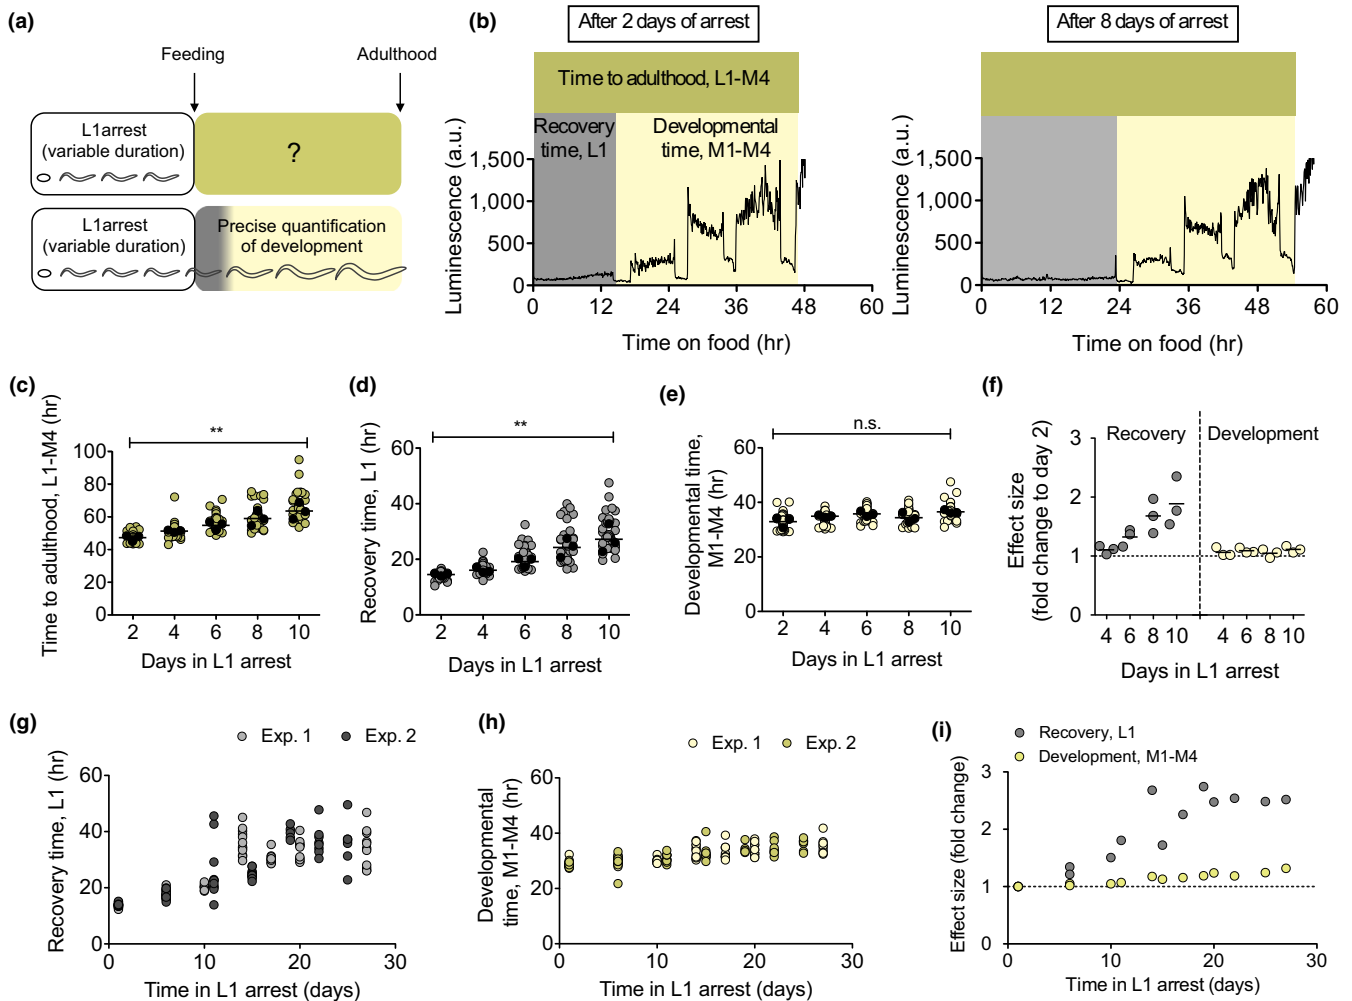 (a)
Feeding
Adulthood
L1arrest
(variable duration)
?
L1arrest
(variable duration)
Precise quantification
of development
(b)
After 2 days of arrest
After 8 days of arrest
Time to adulthood, L1-M4
Recovery
time, L1
Developmental
time, M1-M4
Luminescence (a.u.)
1,500
1,000
500
0
0 12 24 36 48 60
Time on food (hr)
Luminescence (a.u.)
1,500
1,000
500
0
0 12 24 36 48 60
Time on food (hr)
(c)
Time to adulthood, L1-M4 (hr)
100
80
60
40
20
0
**
2 4 6 8 10
Days in L1 arrest
(d)
Recovery time, L1 (hr)
60
40
20
0
**
2 4 6 8 10
Days in L1 arrest
(e)
Developmental time,
M1-M4 (hr)
60
40
20
0
n.s.
2 4 6 8 10
Days in L1 arrest
(f)
Effect size
(fold change to day 2)
3
2
1
0
Recovery
Development
4 6 8 10 4 6 8 10
Days in L1 arrest
(g)
Exp. 1 Exp. 2
Recovery time, L1 (hr)
60
40
20
0
0 10 20 30
Time in L1 arrest (days)
(h)
Exp. 1 Exp. 2
Developmental
time, M1-M4 (hr)
60
40
20
0
0 10 20 30
Time in L1 arrest (days)
(i)
Recovery, L1
Development, M1-M4
Effect size (fold change)
3
2
1
0
0 10 20 30
Time in L1 arrest (days)